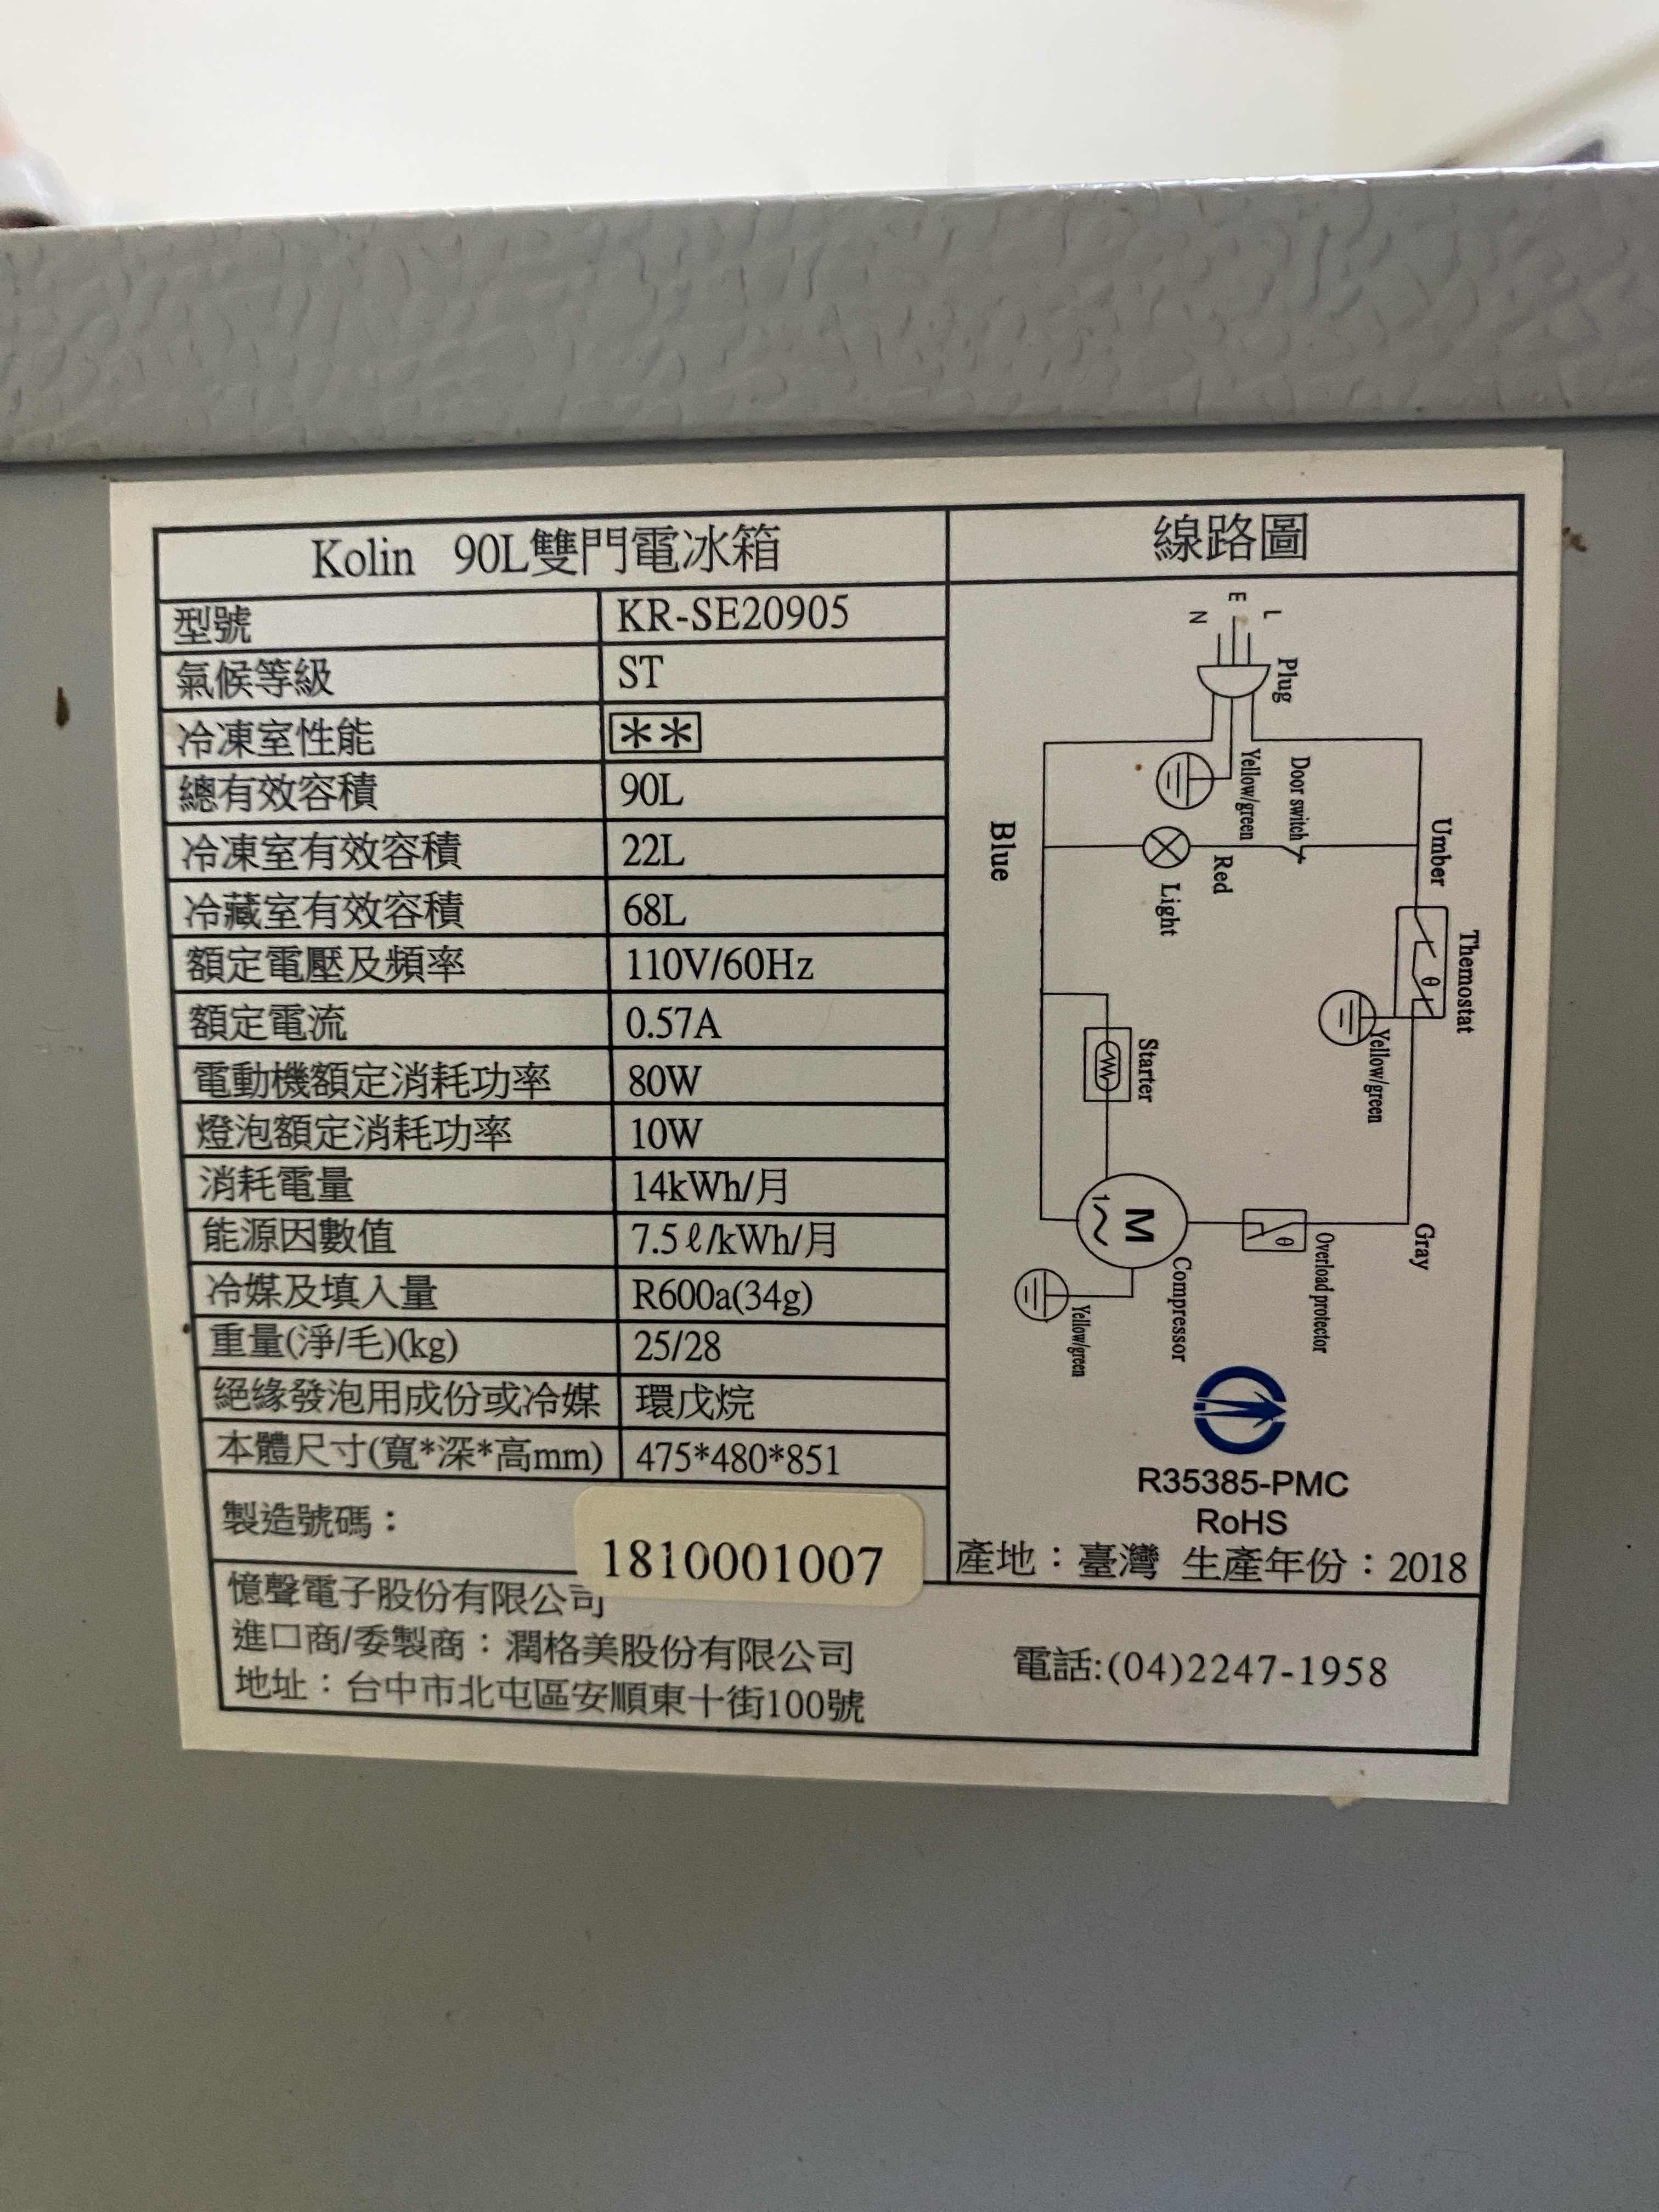 Kolin 90L雙門電冰箱
型號 KR-SE20905
氣候等級 ST
冷凍室性能 **
總有效容積 90L
冷凍室有效容積 22L
冷藏室有效容積 68L
額定電壓及頻率 110V/60Hz
額定電流 0.57A
電動機額定消耗功率 80W
燈泡額定消耗功率 10W
消耗電量 14kWh/月
能源因數值 7.5ℓ/kWh/月
冷媒及填入量 R600a(34g)
重量(淨/毛)(kg) 25/28
絕緣發泡用成份或冷媒 環戊烷
本體尺寸(寬*深*高mm) 475*480*851
製造號碼： 1810001007
線路圖
L
E
N
Plug
Yellow/green
Door switch
Umber
Red
Light
Blue
Themostat
θ
Yellow/green
Starter
Gray
Overload protector
θ
M
1~
Compressor
Yellow/green
R35385-PMC
RoHS
產地：臺灣 生產年份：2018
憶聲電子股份有限公司
進口商/委製商：潤格美股份有限公司 電話:(04)2247-1958
地址：台中市北屯區安順東十街100號